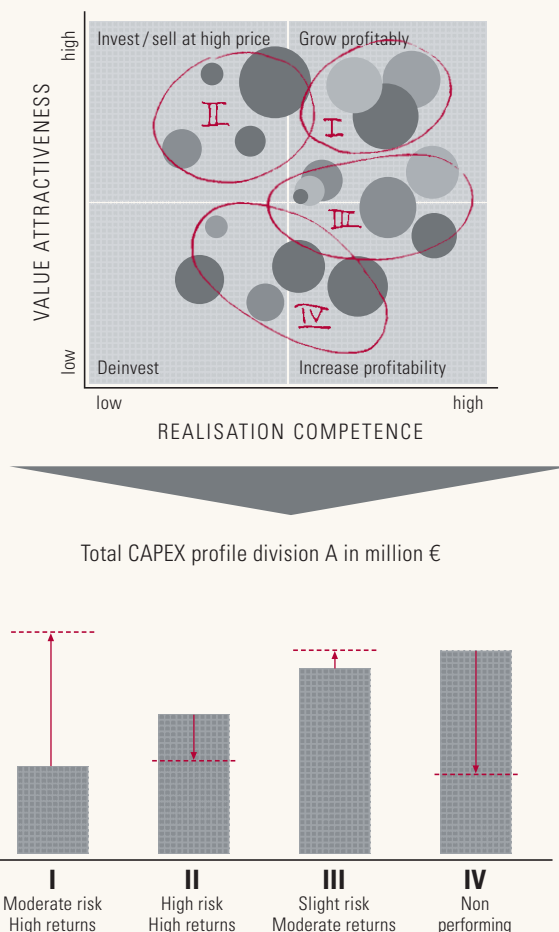 high
Invest / sell at high price
Grow profitably
II
I
VALUE ATTRACTIVENESS
III
IV
low
Deinvest
Increase profitability
low
high
REALISATION COMPETENCE
Total CAPEX profile division A in million €
I
II
III
IV
Moderate risk
High returns
High risk
High returns
Slight risk
Moderate returns
Non
performing